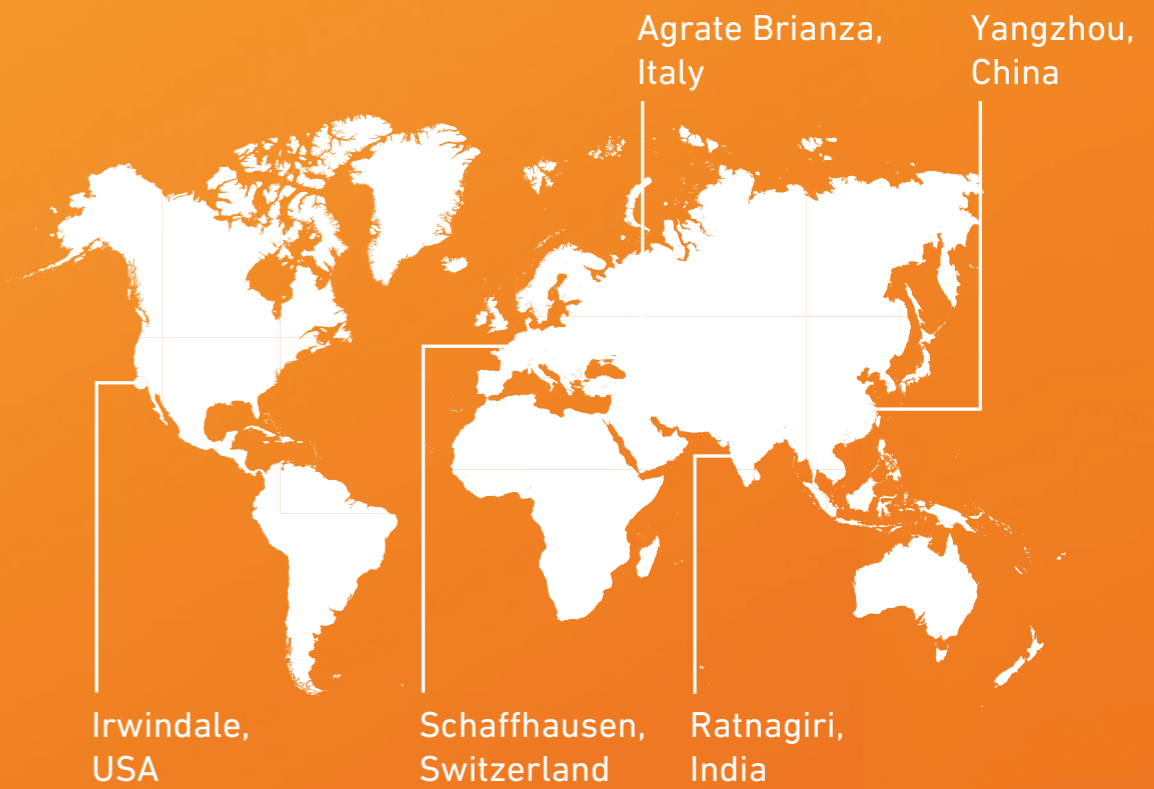 Agrate Brianza,
Italy
Yangzhou,
China
Irwindale,
USA
Schaffhausen,
Switzerland
Ratnagiri,
India